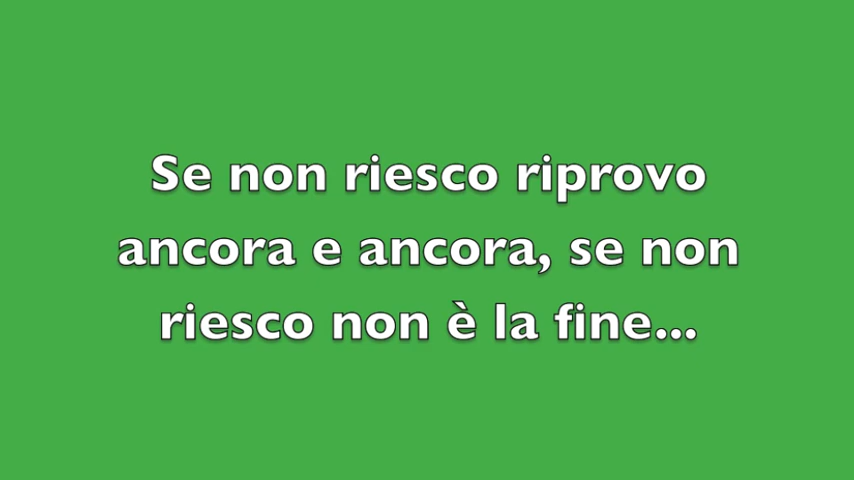 Se non riesco riprovo
ancora e ancora, se non
riesco non è la fine...